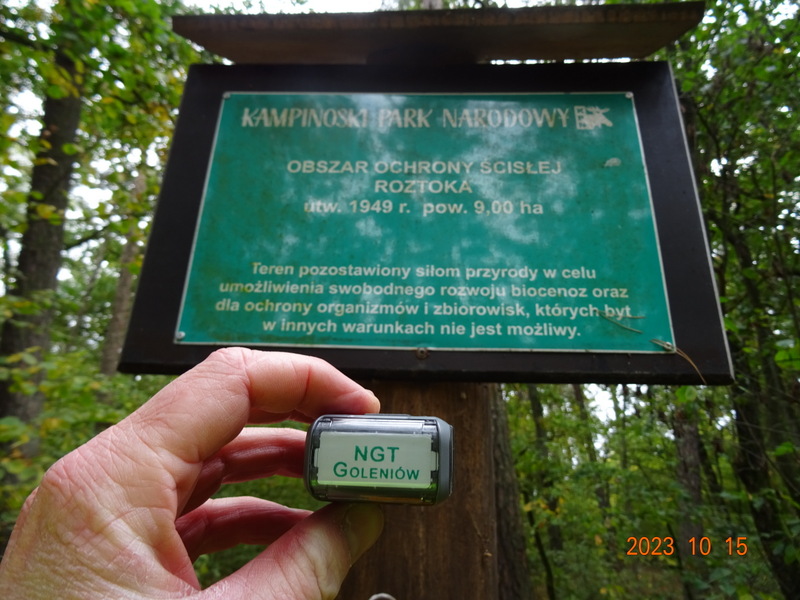 KAMPINOSKI PARK NARODOWY
OBSZAR OCHRONY ŚCISŁEJ
ROZTOKA
utw. 1949 r. pow. 9,00 ha
Teren pozostawiony siłom przyrody w celu
umożliwienia swobodnego rozwoju biocenoz oraz
dla ochrony organizmów i zbiorowisk, których byt
w innych warunkach nie jest możliwy.
NGT
GOLENIÓW
2023 10 15